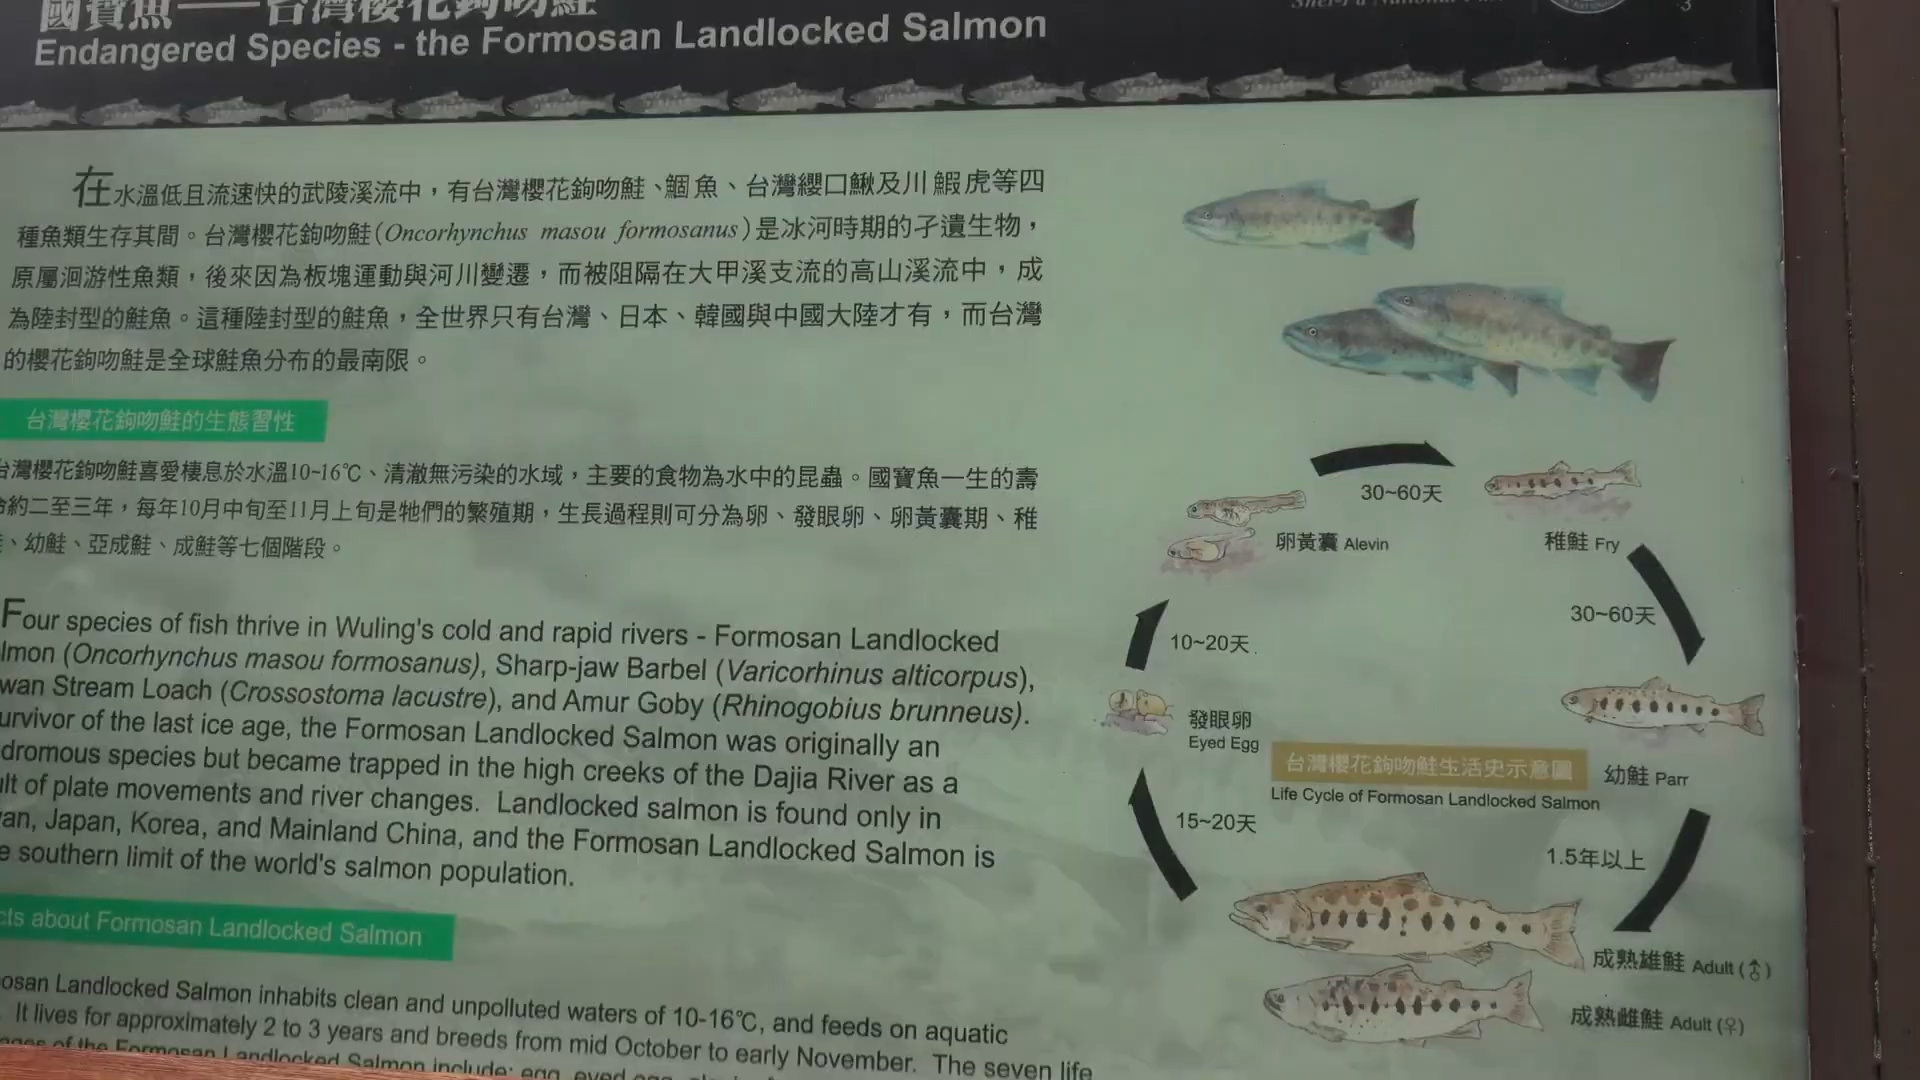 國寶魚——台灣櫻花鉤吻鮭
Endangered Species - the Formosan Landlocked Salmon
在水溫低且流速快的武陵溪流中，有台灣櫻花鉤吻鮭、鯝魚、台灣纓口鰍及川鰕虎等四
種魚類生存其間。台灣櫻花鉤吻鮭(Oncorhynchus masou formosanus)是冰河時期的孑遺生物，
原屬洄游性魚類，後來因為板塊運動與河川變遷，而被阻隔在大甲溪支流的高山溪流中，成
為陸封型的鮭魚。這種陸封型的鮭魚，全世界只有台灣、日本、韓國與中國大陸才有，而台灣
的櫻花鉤吻鮭是全球鮭魚分布的最南限。
台灣櫻花鉤吻鮭的生態習性
台灣櫻花鉤吻鮭喜愛棲息於水溫10~16℃、清澈無污染的水域，主要的食物為水中的昆蟲。國寶魚一生的壽
命約二至三年，每年10月中旬至11月上旬是牠們的繁殖期，生長過程則可分為卵、發眼卵、卵黃囊期、稚
、幼鮭、亞成鮭、成鮭等七個階段。
Four species of fish thrive in Wuling's cold and rapid rivers - Formosan Landlocked
lmon (Oncorhynchus masou formosanus), Sharp-jaw Barbel (Varicorhinus alticorpus),
wan Stream Loach (Crossostoma lacustre), and Amur Goby (Rhinogobius brunneus).
urvivor of the last ice age, the Formosan Landlocked Salmon was originally an
dromous species but became trapped in the high creeks of the Dajia River as a
ult of plate movements and river changes. Landlocked salmon is found only in
an, Japan, Korea, and Mainland China, and the Formosan Landlocked Salmon is
e southern limit of the world's salmon population.
cts about Formosan Landlocked Salmon
osan Landlocked Salmon inhabits clean and unpolluted waters of 10-16℃, and feeds on aquatic
It lives for approximately 2 to 3 years and breeds from mid October to early November. The seven life
ages of the Formosan Landlocked Salmon include: egg, eyed egg,
30~60天
卵黃囊 Alevin
稚鮭 Fry
30~60天
10~20天
發眼卵
Eyed Egg
台灣櫻花鉤吻鮭生活史示意圖
Life Cycle of Formosan Landlocked Salmon
幼鮭 Parr
15~20天
1.5年以上
成熟雄鮭 Adult (♂)
成熟雌鮭 Adult (♀)